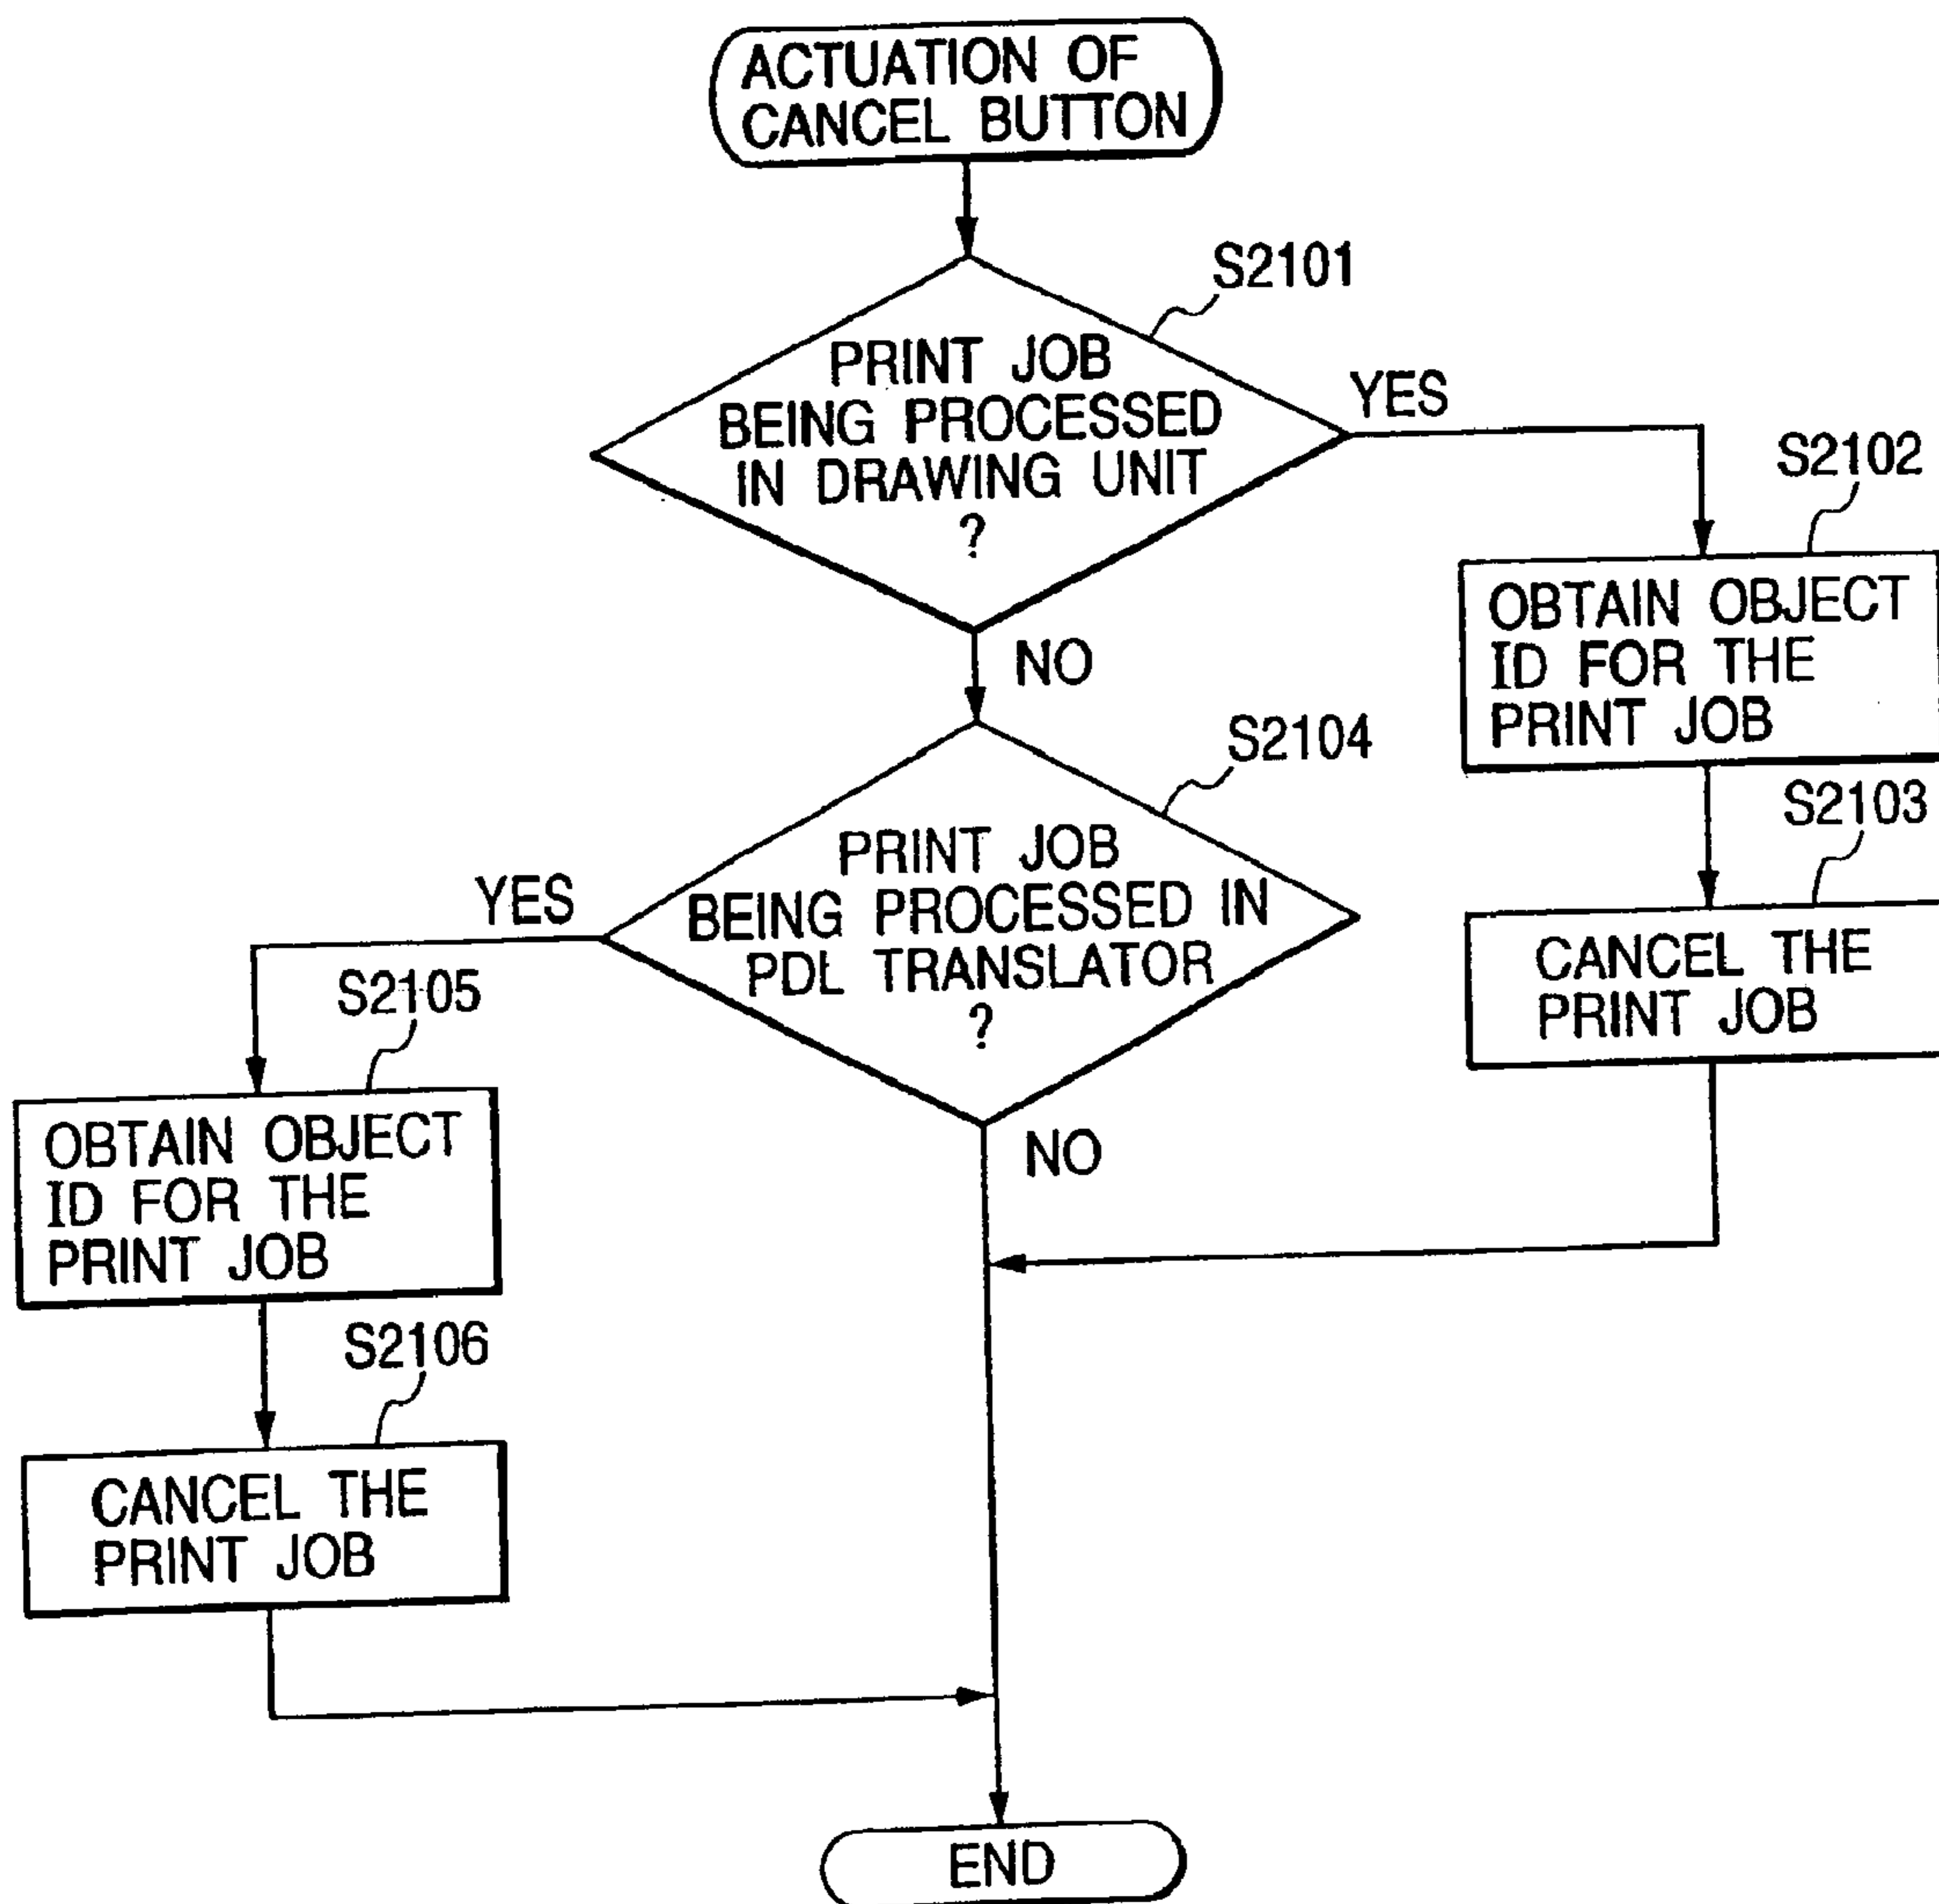 ACTUATION OF
CANCEL BUTTON
S2101
PRINT JOB
BEING PROCESSED
IN DRAWING UNIT
?
YES
S2102
OBTAIN OBJECT
ID FOR THE
PRINT JOB
NO
S2104
S2103
PRINT JOB
BEING PROCESSED IN
PDL TRANSLATOR
?
CANCEL THE
PRINT JOB
YES
S2105
OBTAIN OBJECT
ID FOR THE
PRINT JOB
NO
S2106
CANCEL THE
PRINT JOB
END